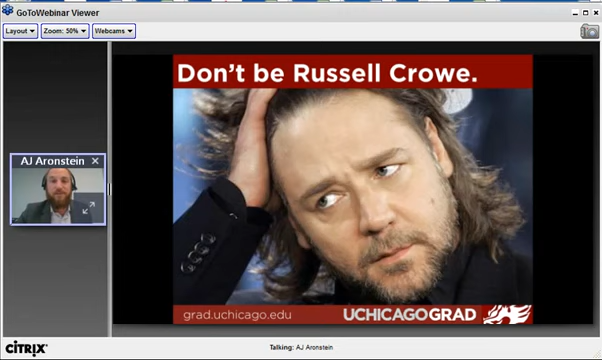 GoToWebinar Viewer
Layout
Zoom: 50%
Webcams
Don't be Russell Crowe.
AJ Aronstein
grad.uchicago.edu
UCHICAGOGRAD
CITRIX
Talking: AJ Aronstein